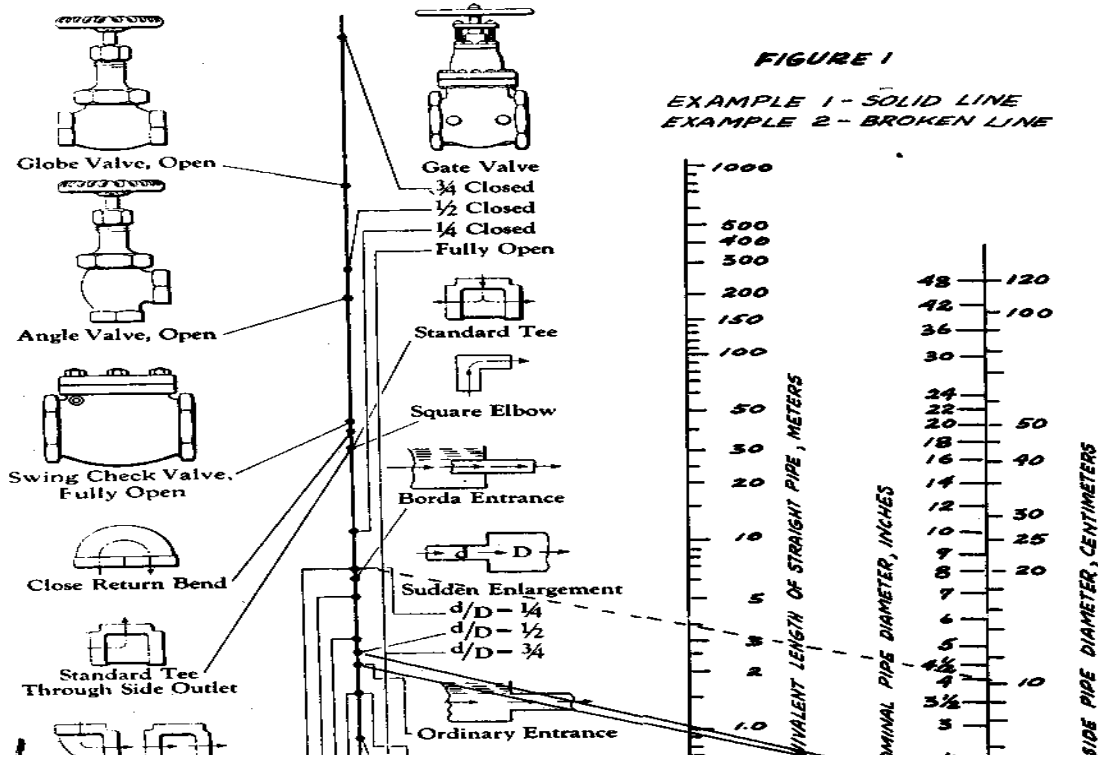 FIGURE 1
EXAMPLE 1 - SOLID LINE
EXAMPLE 2 - BROKEN LINE
Globe Valve, Open
Angle Valve, Open
Swing Check Valve,
Fully Open
Close Return Bend
Standard Tee
Through Side Outlet
Gate Valve
¾ Closed
½ Closed
¼ Closed
Fully Open
Standard Tee
Square Elbow
Borda Entrance
d
D
Sudden Enlargement
d/D - ¼
d/D - ½
d/D - ¾
Ordinary Entrance
1000
500
400
300
200
150
100
50
30
20
10
5
3
2
1.0
IVALENT LENGTH OF STRAIGHT PIPE, METERS
48
42
36
30
24
22
20
18
16
14
12
10
9
8
7
6
5
4½
4
3½
3
MINAL PIPE DIAMETER, INCHES
120
100
50
40
30
25
20
10
SIDE PIPE DIAMETER, CENTIMETERS